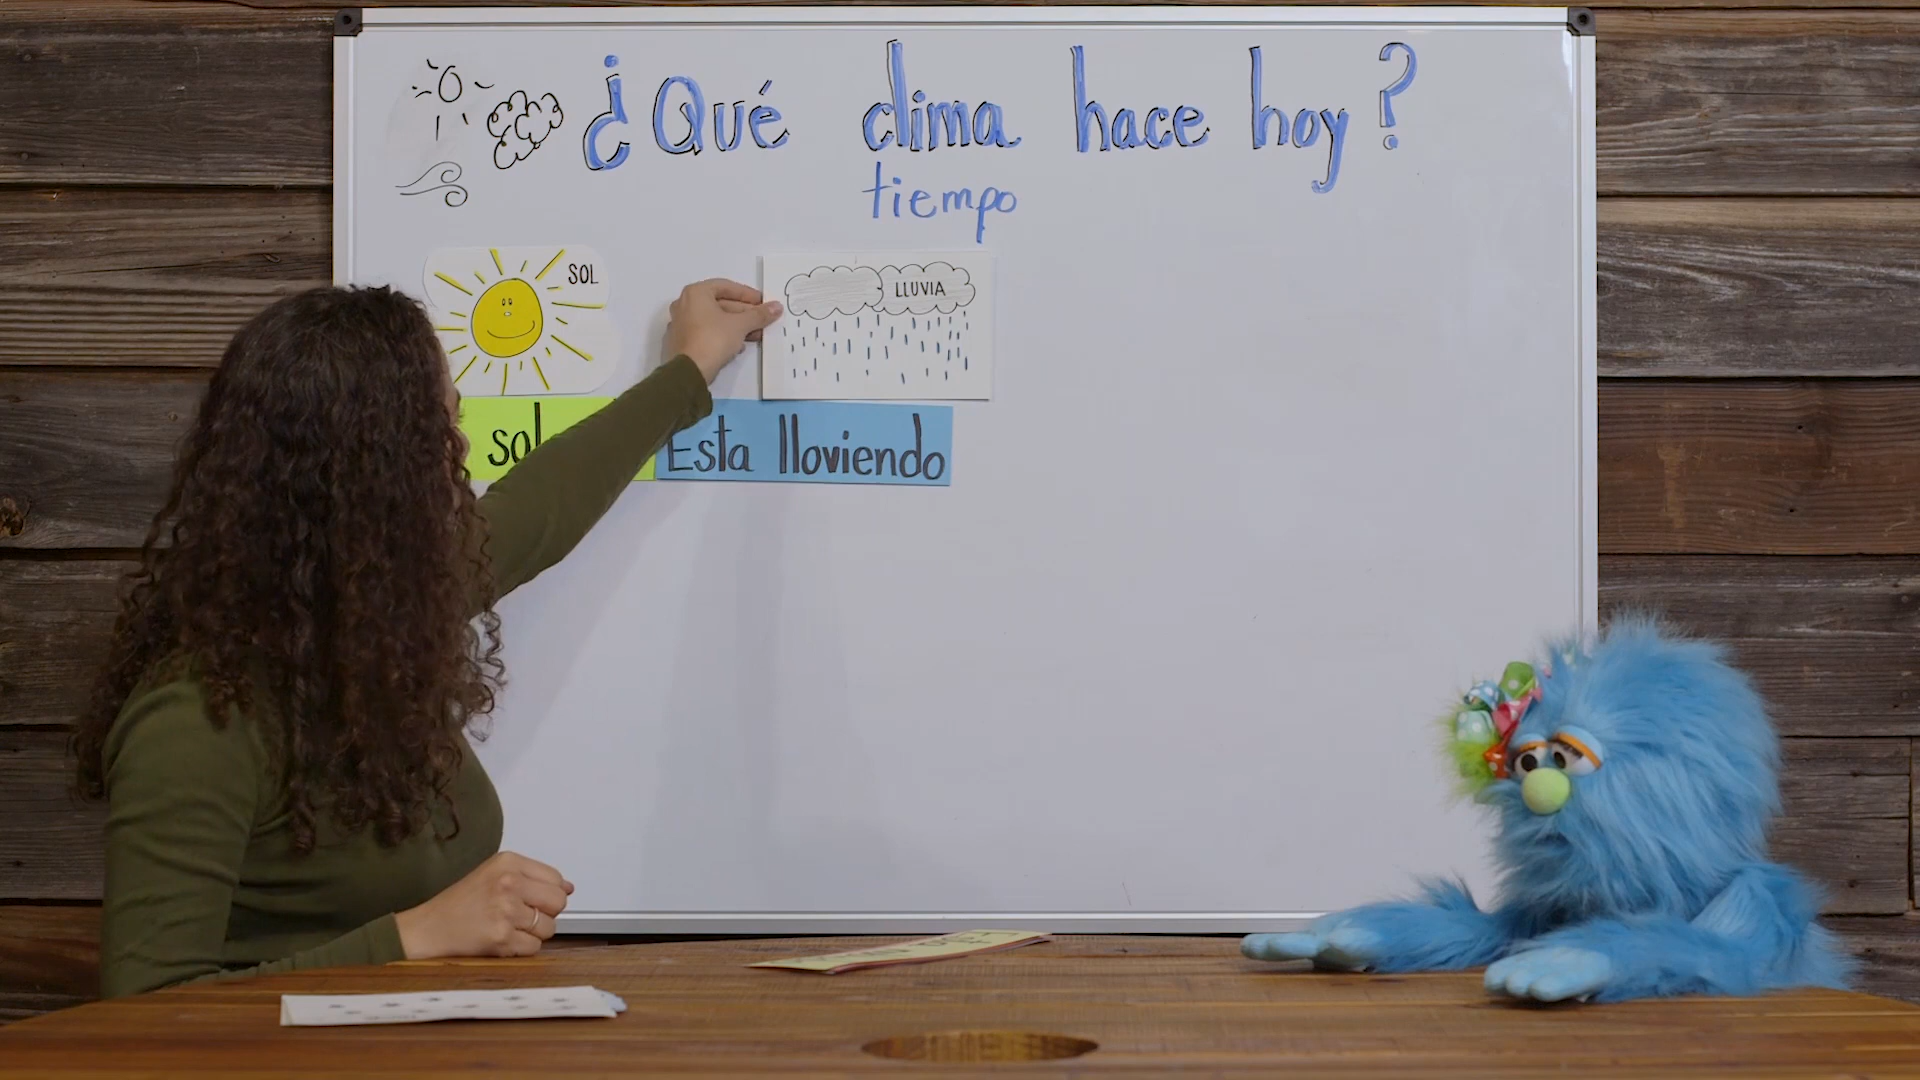 ¿Qué clima hace hoy?
tiempo
SOL
LLUVIA
sol
Esta lloviendo